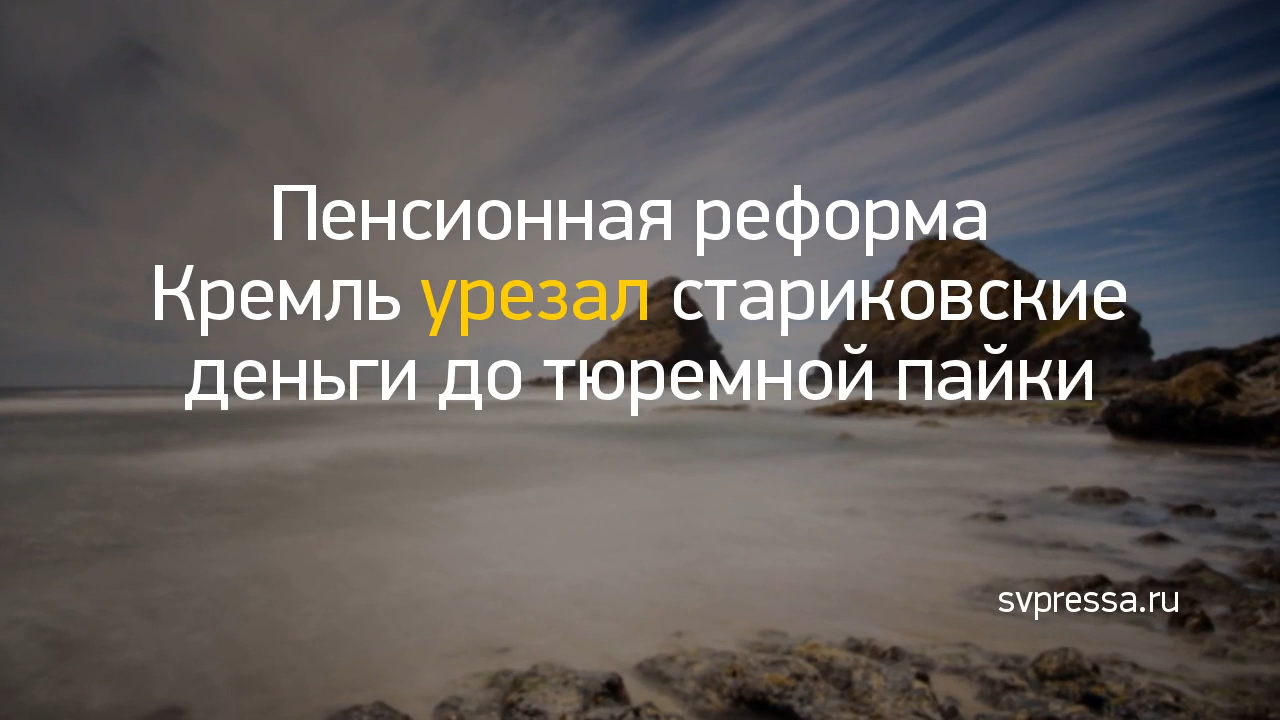 Пенсионная реформа
Кремль урезал стариковские
деньги до тюремной пайки
svpressa.ru